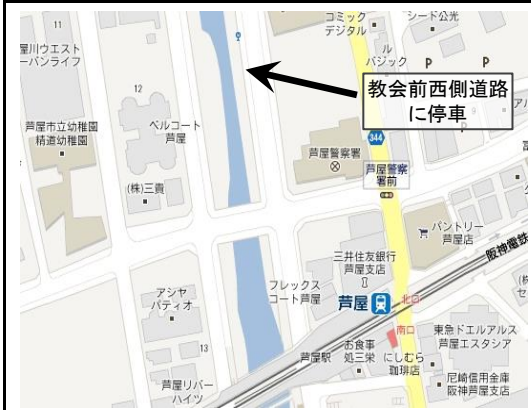 コミック
デジタル
シード公光
屋川ウエスト
ーバンライフ
ル
バジック
P
P
12
教会前西側道路
に停車
P
芦屋市立幼稚園
精道幼稚園
ベルコート
芦屋
344
芦屋警察署
芦屋警察
署前
(株)三貴
パントリー
芦屋店
阪神電鉄
三井住友銀行
芦屋支店
アシヤ
パティオ
フレックス
コート芦屋
芦屋
北口
南口
13
芦屋駅
お食事
処三栄
にしむら
珈琲店
東急ドエルアルス
芦屋エスタシア
芦屋リバー
ハイツ
尼崎信用金庫
阪神芦屋支店